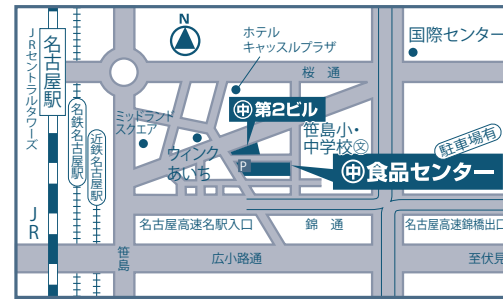 N
ホテル
キャッスルプラザ
国際センター
名古屋駅
JRセントラルタワーズ
桜通
名鉄名古屋駅
近鉄名古屋駅
ミッドランド
スクエア
㊥第2ビル
笹島小・
中学校文
ウィンク
あいち
P
駐車場有
㊥食品センター
JR
名古屋高速名駅入口
錦通
名古屋高速錦橋出口
笹島
広小路通
至伏見